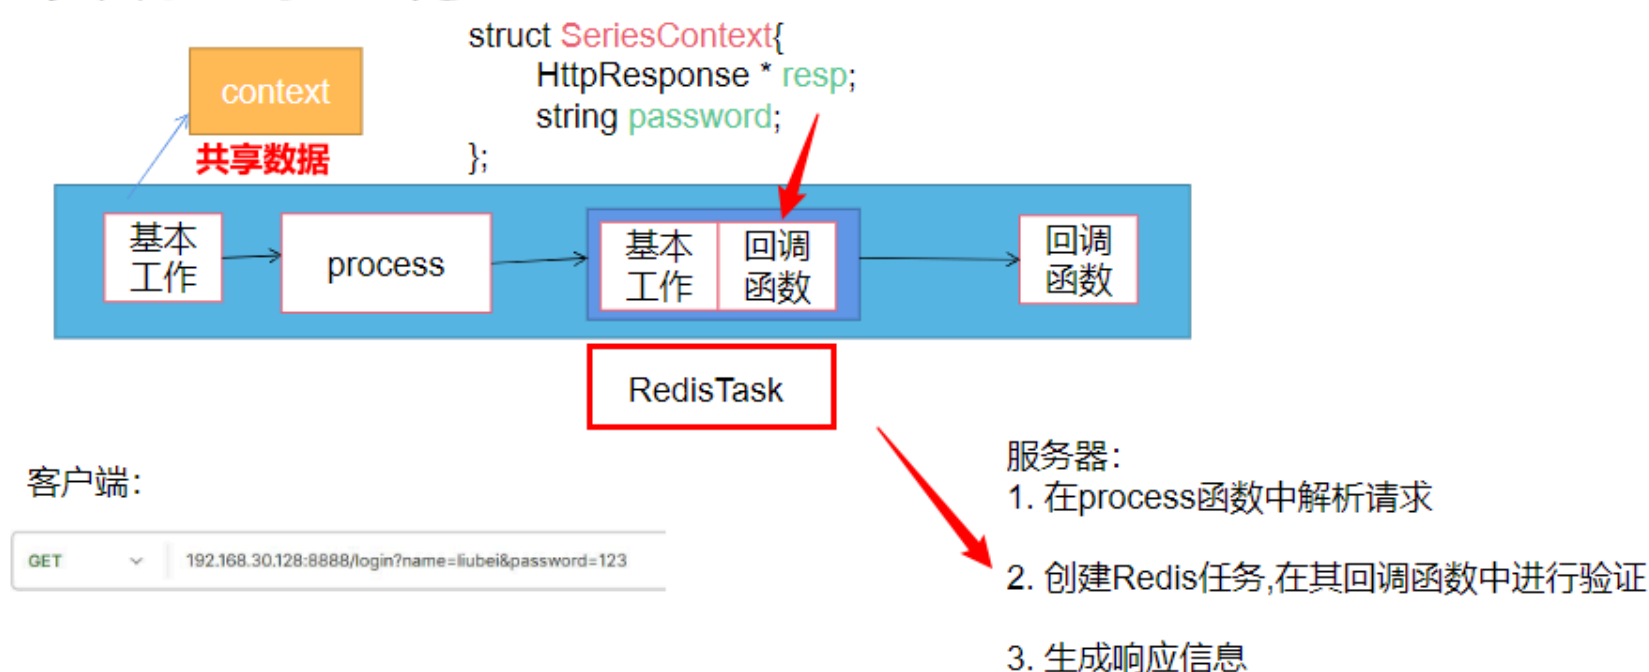 struct SeriesContext{
HttpResponse * resp;
string password;
};
context
共享数据
基本
工作
process
基本
工作
回调
函数
回调
函数
RedisTask
客户端：
GET
192.168.30.128:8888/login?name=liubei&password=123
服务器：
1. 在process函数中解析请求
2. 创建Redis任务,在其回调函数中进行验证
3. 生成响应信息